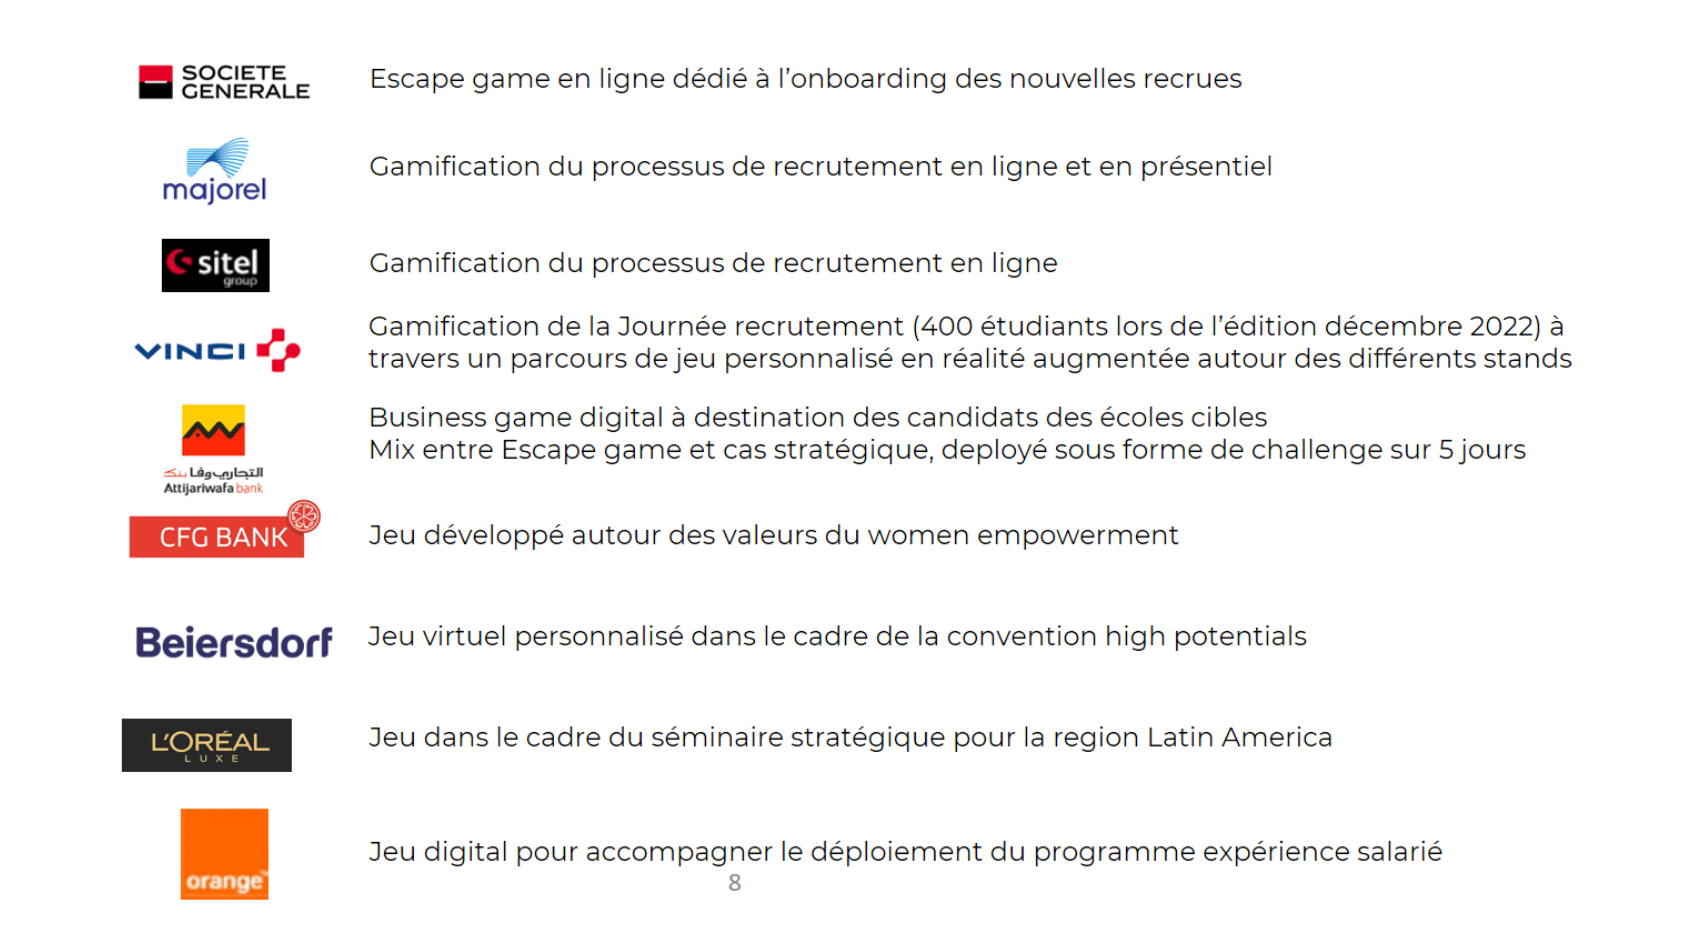 SOCIETE
GENERALE
Escape game en ligne dédié à l’onboarding des nouvelles recrues
majorel
Gamification du processus de recrutement en ligne et en présentiel
sitel
group
Gamification du processus de recrutement en ligne
VINCI
Gamification de la Journée recrutement (400 étudiants lors de l’édition décembre 2022) à
travers un parcours de jeu personnalisé en réalité augmentée autour des différents stands
Business game digital à destination des candidats des écoles cibles
Mix entre Escape game et cas stratégique, deployé sous forme de challenge sur 5 jours
التجاري وفا بنك
Attijariwafa bank
CFG BANK
Jeu développé autour des valeurs du women empowerment
Beiersdorf
Jeu virtuel personnalisé dans le cadre de la convention high potentials
L'ORÉAL
LUXE
Jeu dans le cadre du séminaire stratégique pour la region Latin America
orange
Jeu digital pour accompagner le déploiement du programme expérience salarié
8